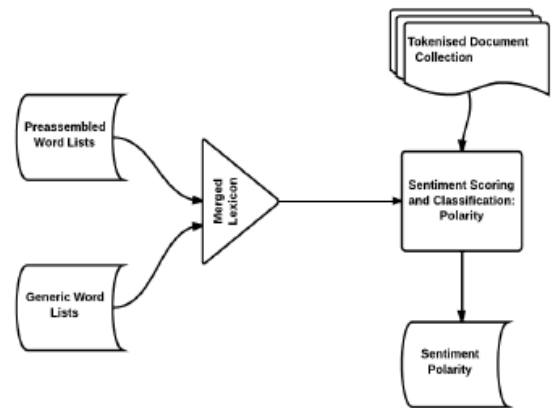 Tokenised Document
Collection
Preassembled
Word Lists
Merged
Lexicon
Sentiment Scoring
and Classification:
Polarity
Generic Word
Lists
Sentiment
Polarity